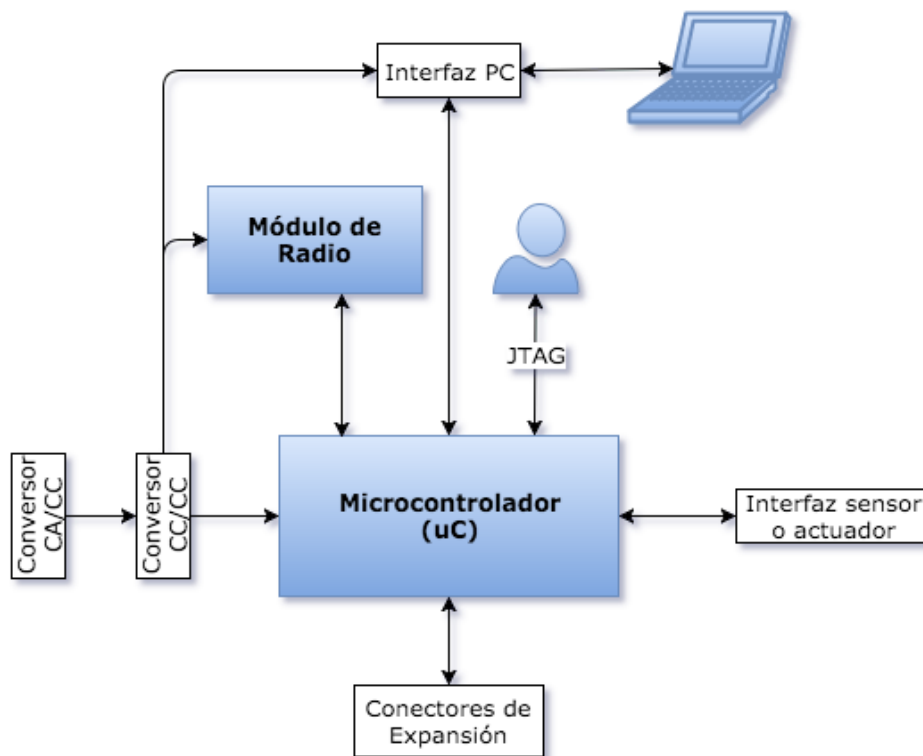 Interfaz PC
Módulo de
Radio
JTAG
Conversor
CA/CC
Conversor
CC/CC
Microcontrolador
(uC)
Interfaz sensor
o actuador
Conectores de
Expansión